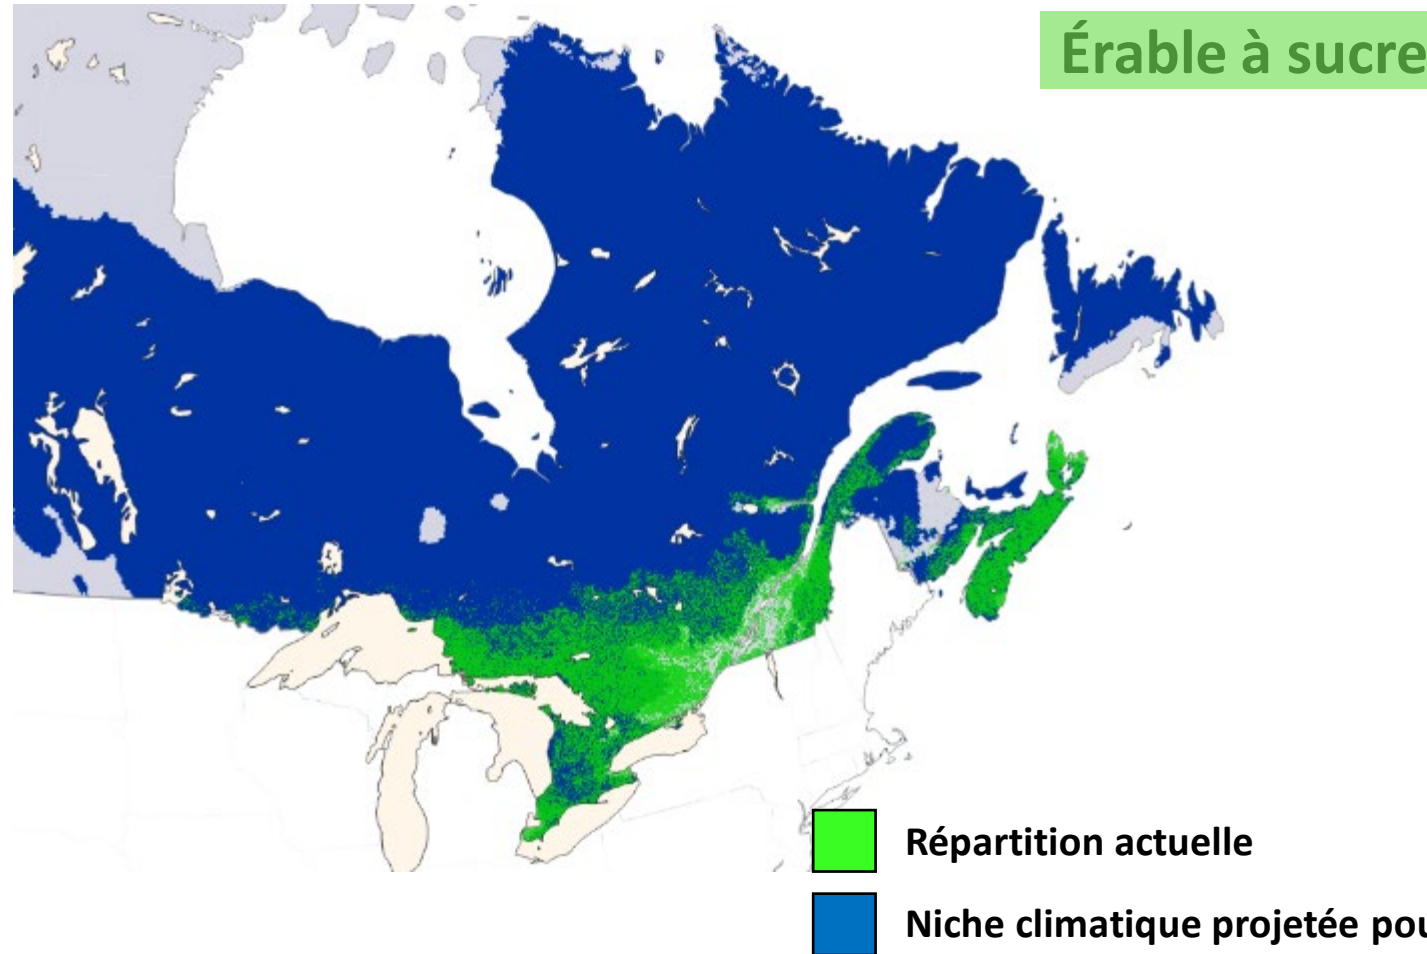 Érable à sucre
Répartition actuelle
Niche climatique projetée pou